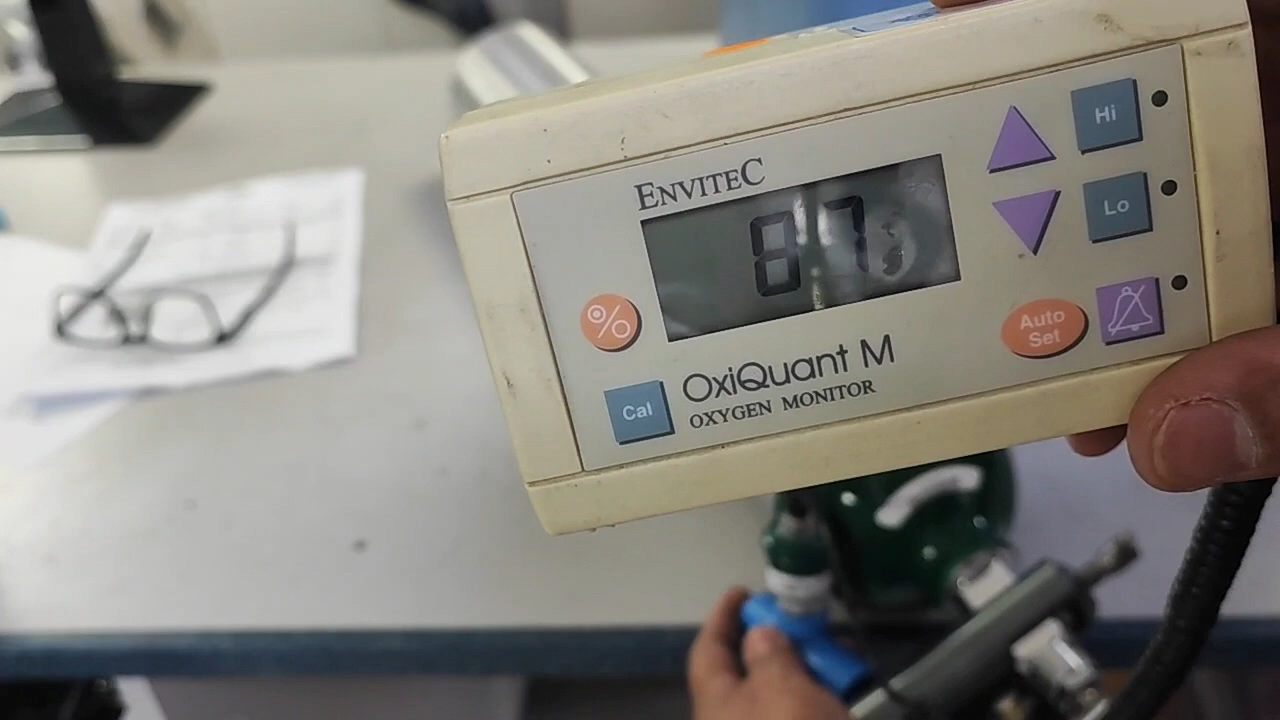 ENVITEC
87
%
Cal
OxiQuant M
OXYGEN MONITOR
Hi
Lo
Auto
Set